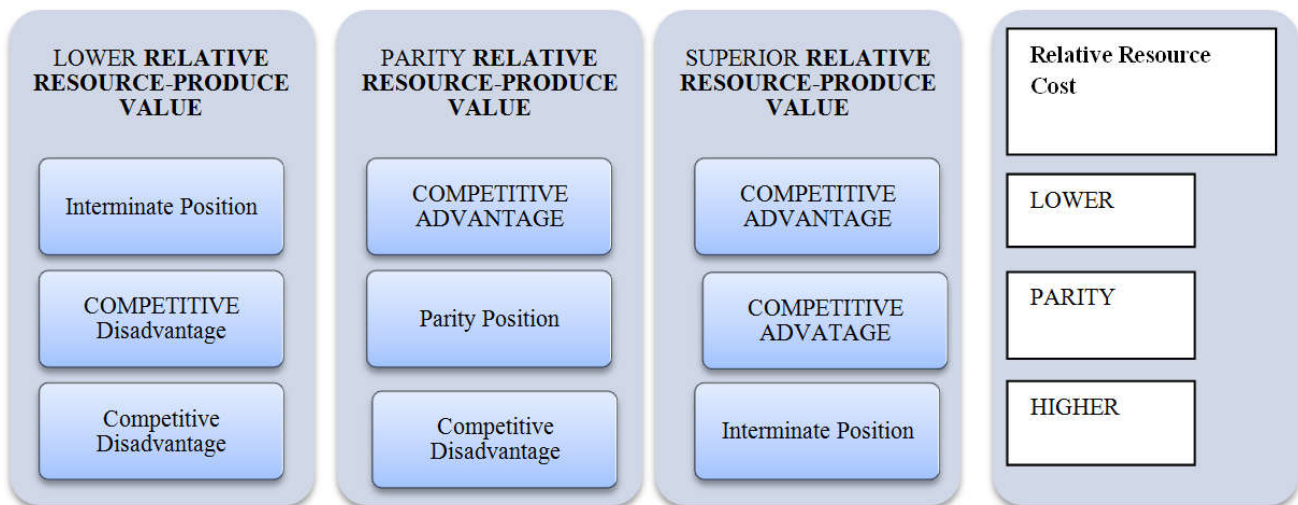 LOWER RELATIVE
RESOURCE-PRODUCE
VALUE
Interminate Position
COMPETITIVE
Disadvantage
Competitive
Disadvantage
PARITY RELATIVE
RESOURCE-PRODUCE
VALUE
COMPETITIVE
ADVANTAGE
Parity Position
Competitive
Disadvantage
SUPERIOR RELATIVE
RESOURCE-PRODUCE
VALUE
COMPETITIVE
ADVANTAGE
COMPETITIVE
ADVATAGE
Interminate Position
Relative Resource
Cost
LOWER
PARITY
HIGHER